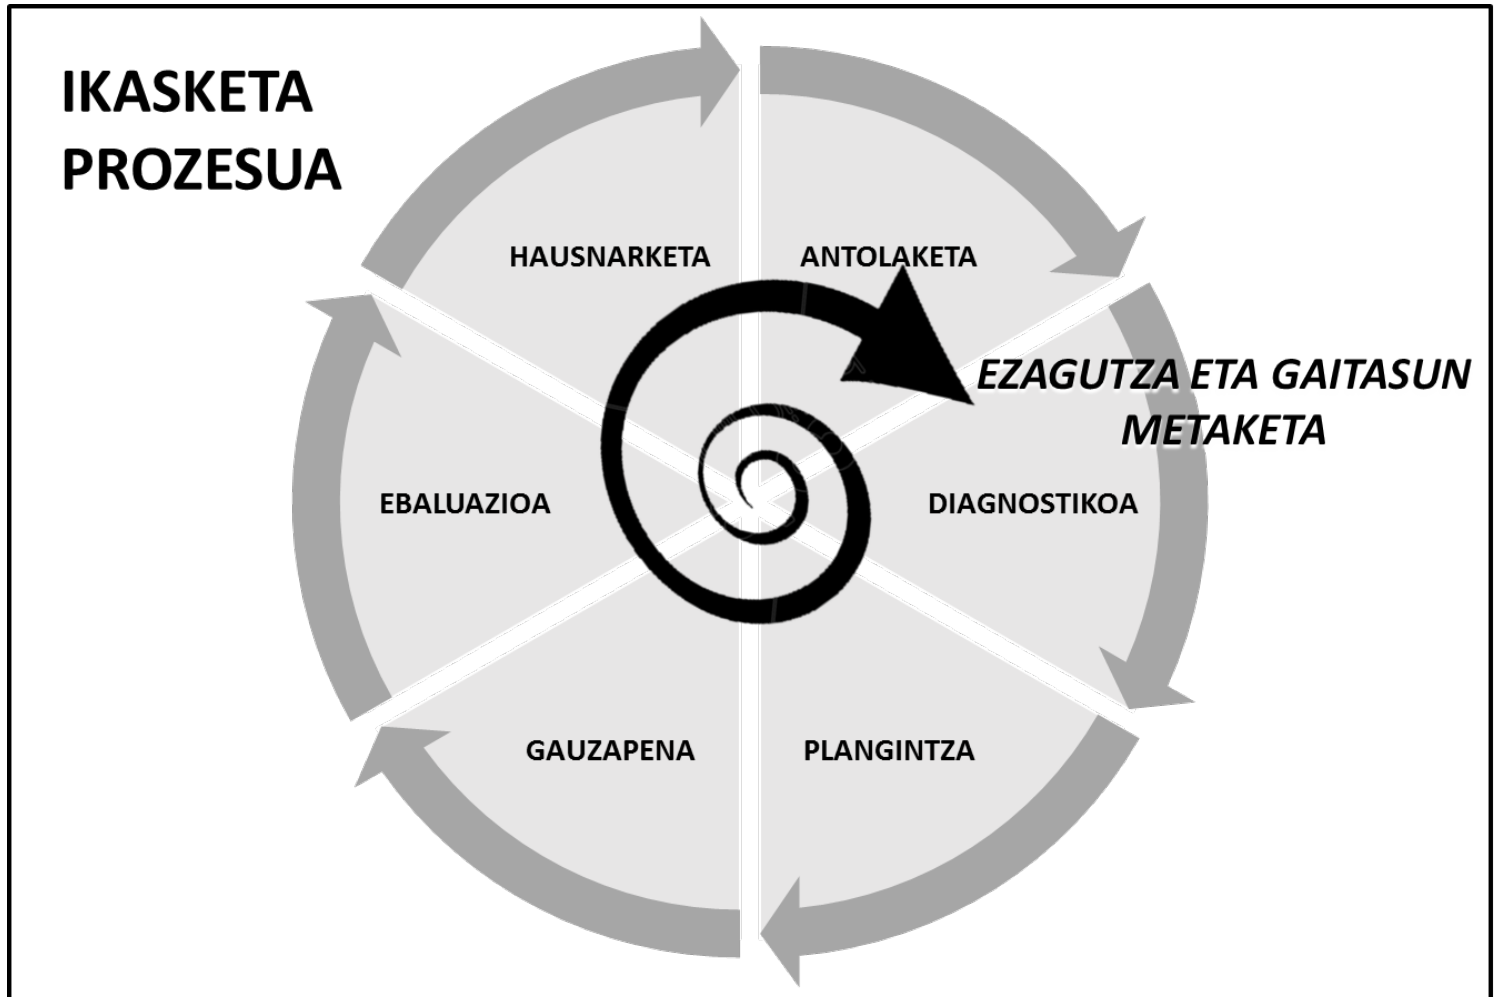 IKASKETA
PROZESUA
HAUSNARKETA
ANTOLAKETA
EZAGUTZA ETA GAITASUN
METAKETA
EBALUAZIOA
DIAGNOSTIKOA
GAUZAPENA
PLANGINTZA